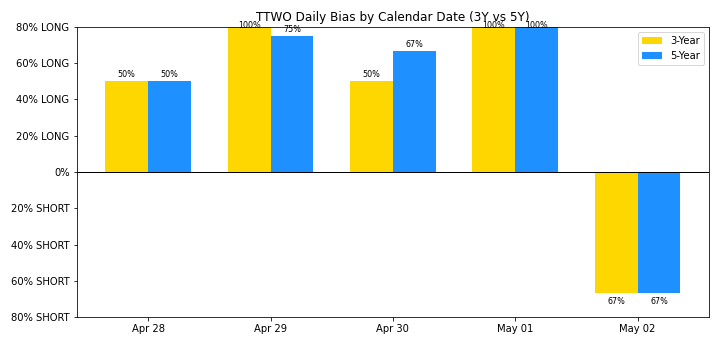 TTWO Daily Bias by Calendar Date (3Y vs 5Y)
80% LONG
60% LONG
40% LONG
20% LONG
0%
20% SHORT
40% SHORT
60% SHORT
80% SHORT
50%
50%
100%
75%
50%
67%
100%
100%
67%
67%
3-Year
5-Year
Apr 28
Apr 29
Apr 30
May 01
May 02